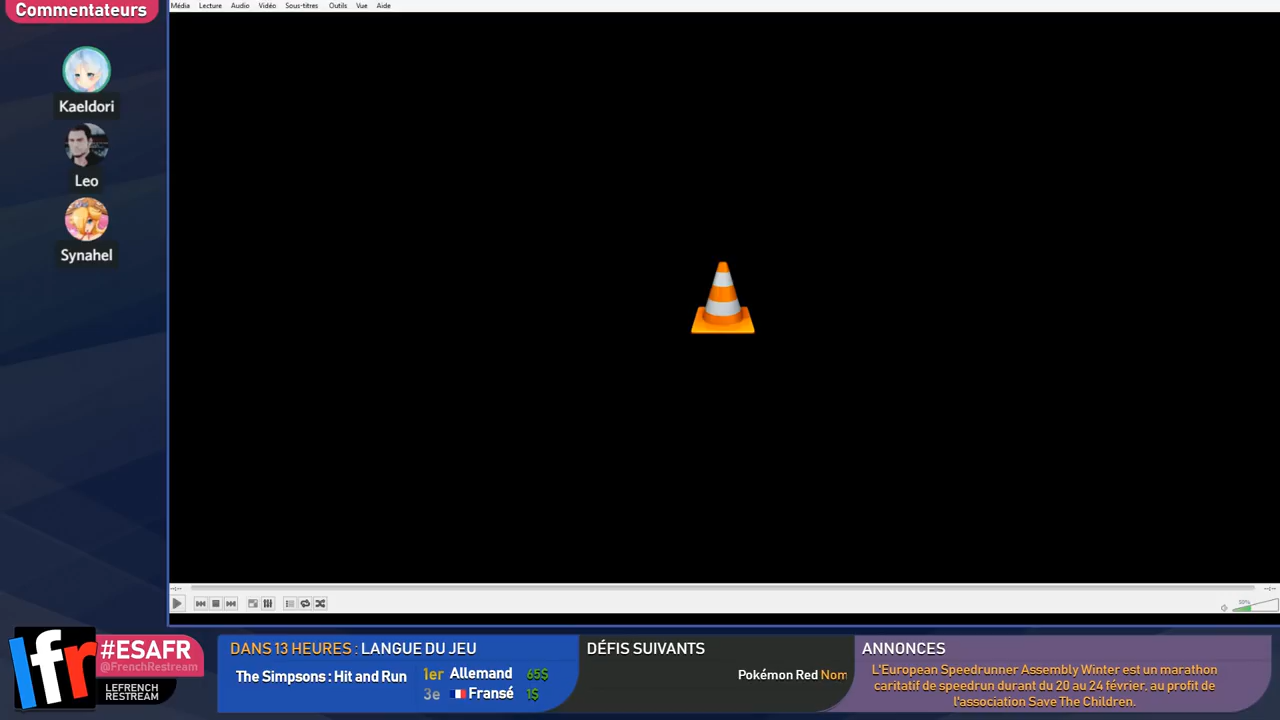 Commentateurs
Média Lecture Audio Vidéo Sous-titres Outils Vue Aide
Kaeldori
Leo
Synahel
--:--
--:--
50%
lfr
#ESAFR
@FrenchRestream
LEFRENCH
RESTREAM
DANS 13 HEURES : LANGUE DU JEU
The Simpsons : Hit and Run
1er Allemand 65$
3e Fransé 1$
DÉFIS SUIVANTS
Pokémon Red Nom
ANNONCES
L'European Speedrunner Assembly Winter est un marathon
caritatif de speedrun durant du 20 au 24 février, au profit de
l'association Save The Children.